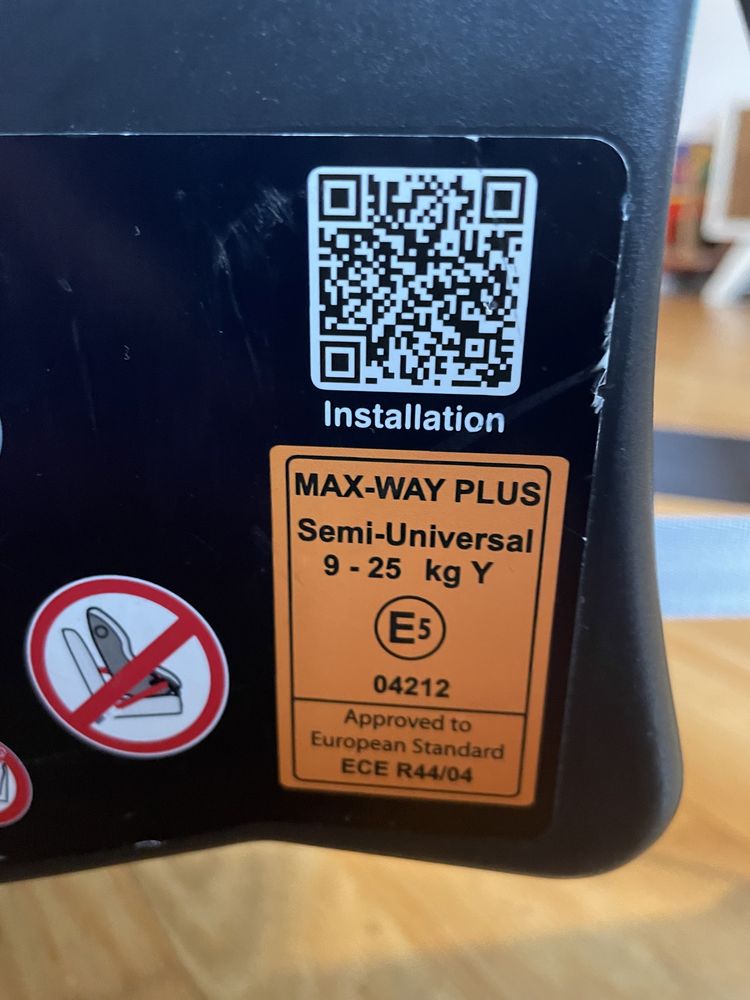 Installation
MAX-WAY PLUS
Semi-Universal
9 - 25 kg Y
E5
04212
Approved to
European Standard
ECE R44/04